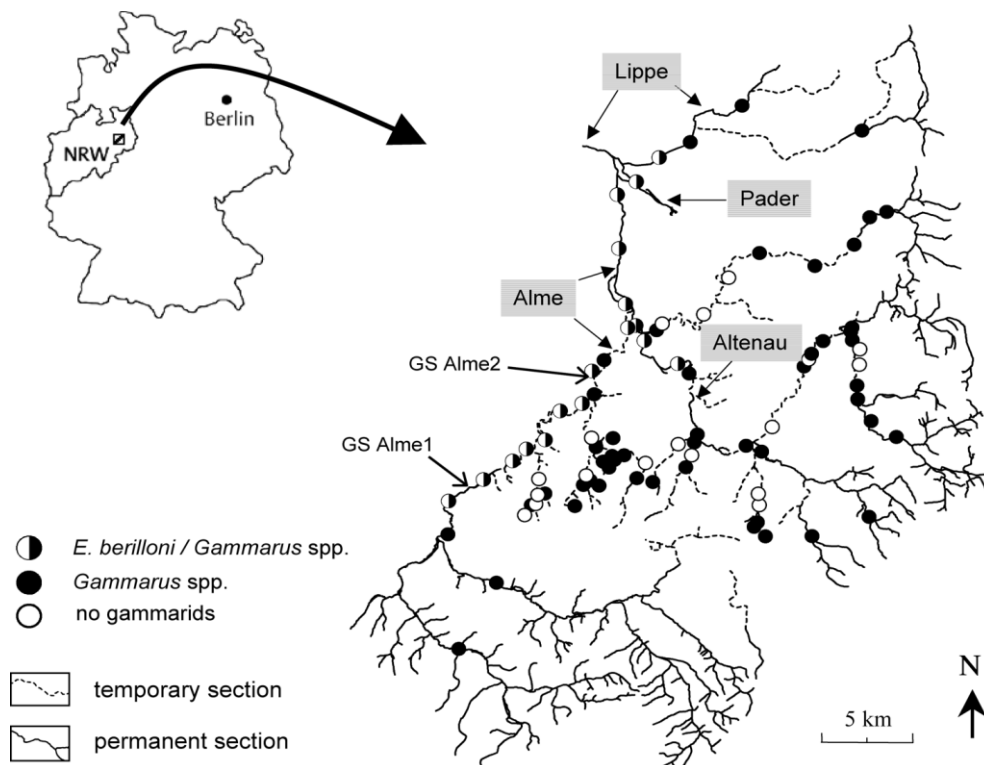 Berlin
NRW
Lippe
Pader
Alme
Altenau
GS Alme2
GS Alme1
E. berilloni / Gammarus spp.
Gammarus spp.
no gammarids
temporary section
permanent section
5 km
N